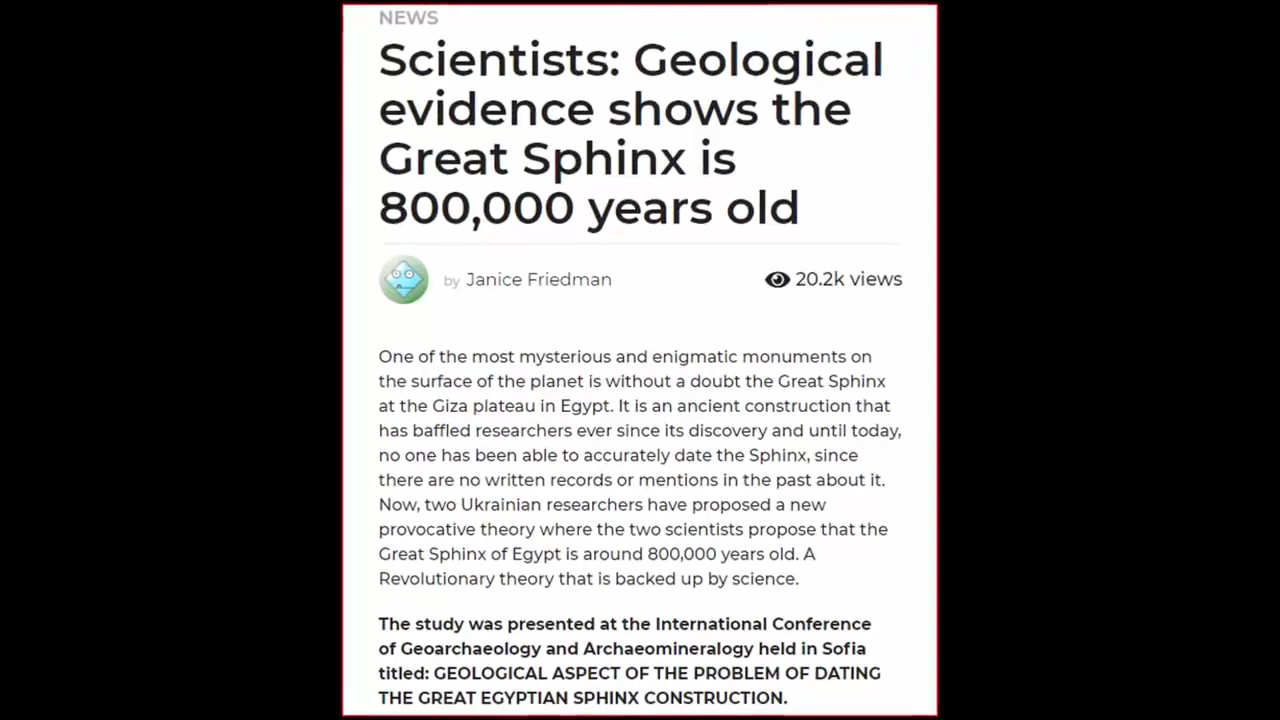 NEWS
Scientists: Geological
evidence shows the
Great Sphinx is
800,000 years old
by Janice Friedman
20.2k views
One of the most mysterious and enigmatic monuments on
the surface of the planet is without a doubt the Great Sphinx
at the Giza plateau in Egypt. It is an ancient construction that
has baffled researchers ever since its discovery and until today,
no one has been able to accurately date the Sphinx, since
there are no written records or mentions in the past about it.
Now, two Ukrainian researchers have proposed a new
provocative theory where the two scientists propose that the
Great Sphinx of Egypt is around 800,000 years old. A
Revolutionary theory that is backed up by science.
The study was presented at the International Conference
of Geoarchaeology and Archaeomineralogy held in Sofia
titled: GEOLOGICAL ASPECT OF THE PROBLEM OF DATING
THE GREAT EGYPTIAN SPHINX CONSTRUCTION.